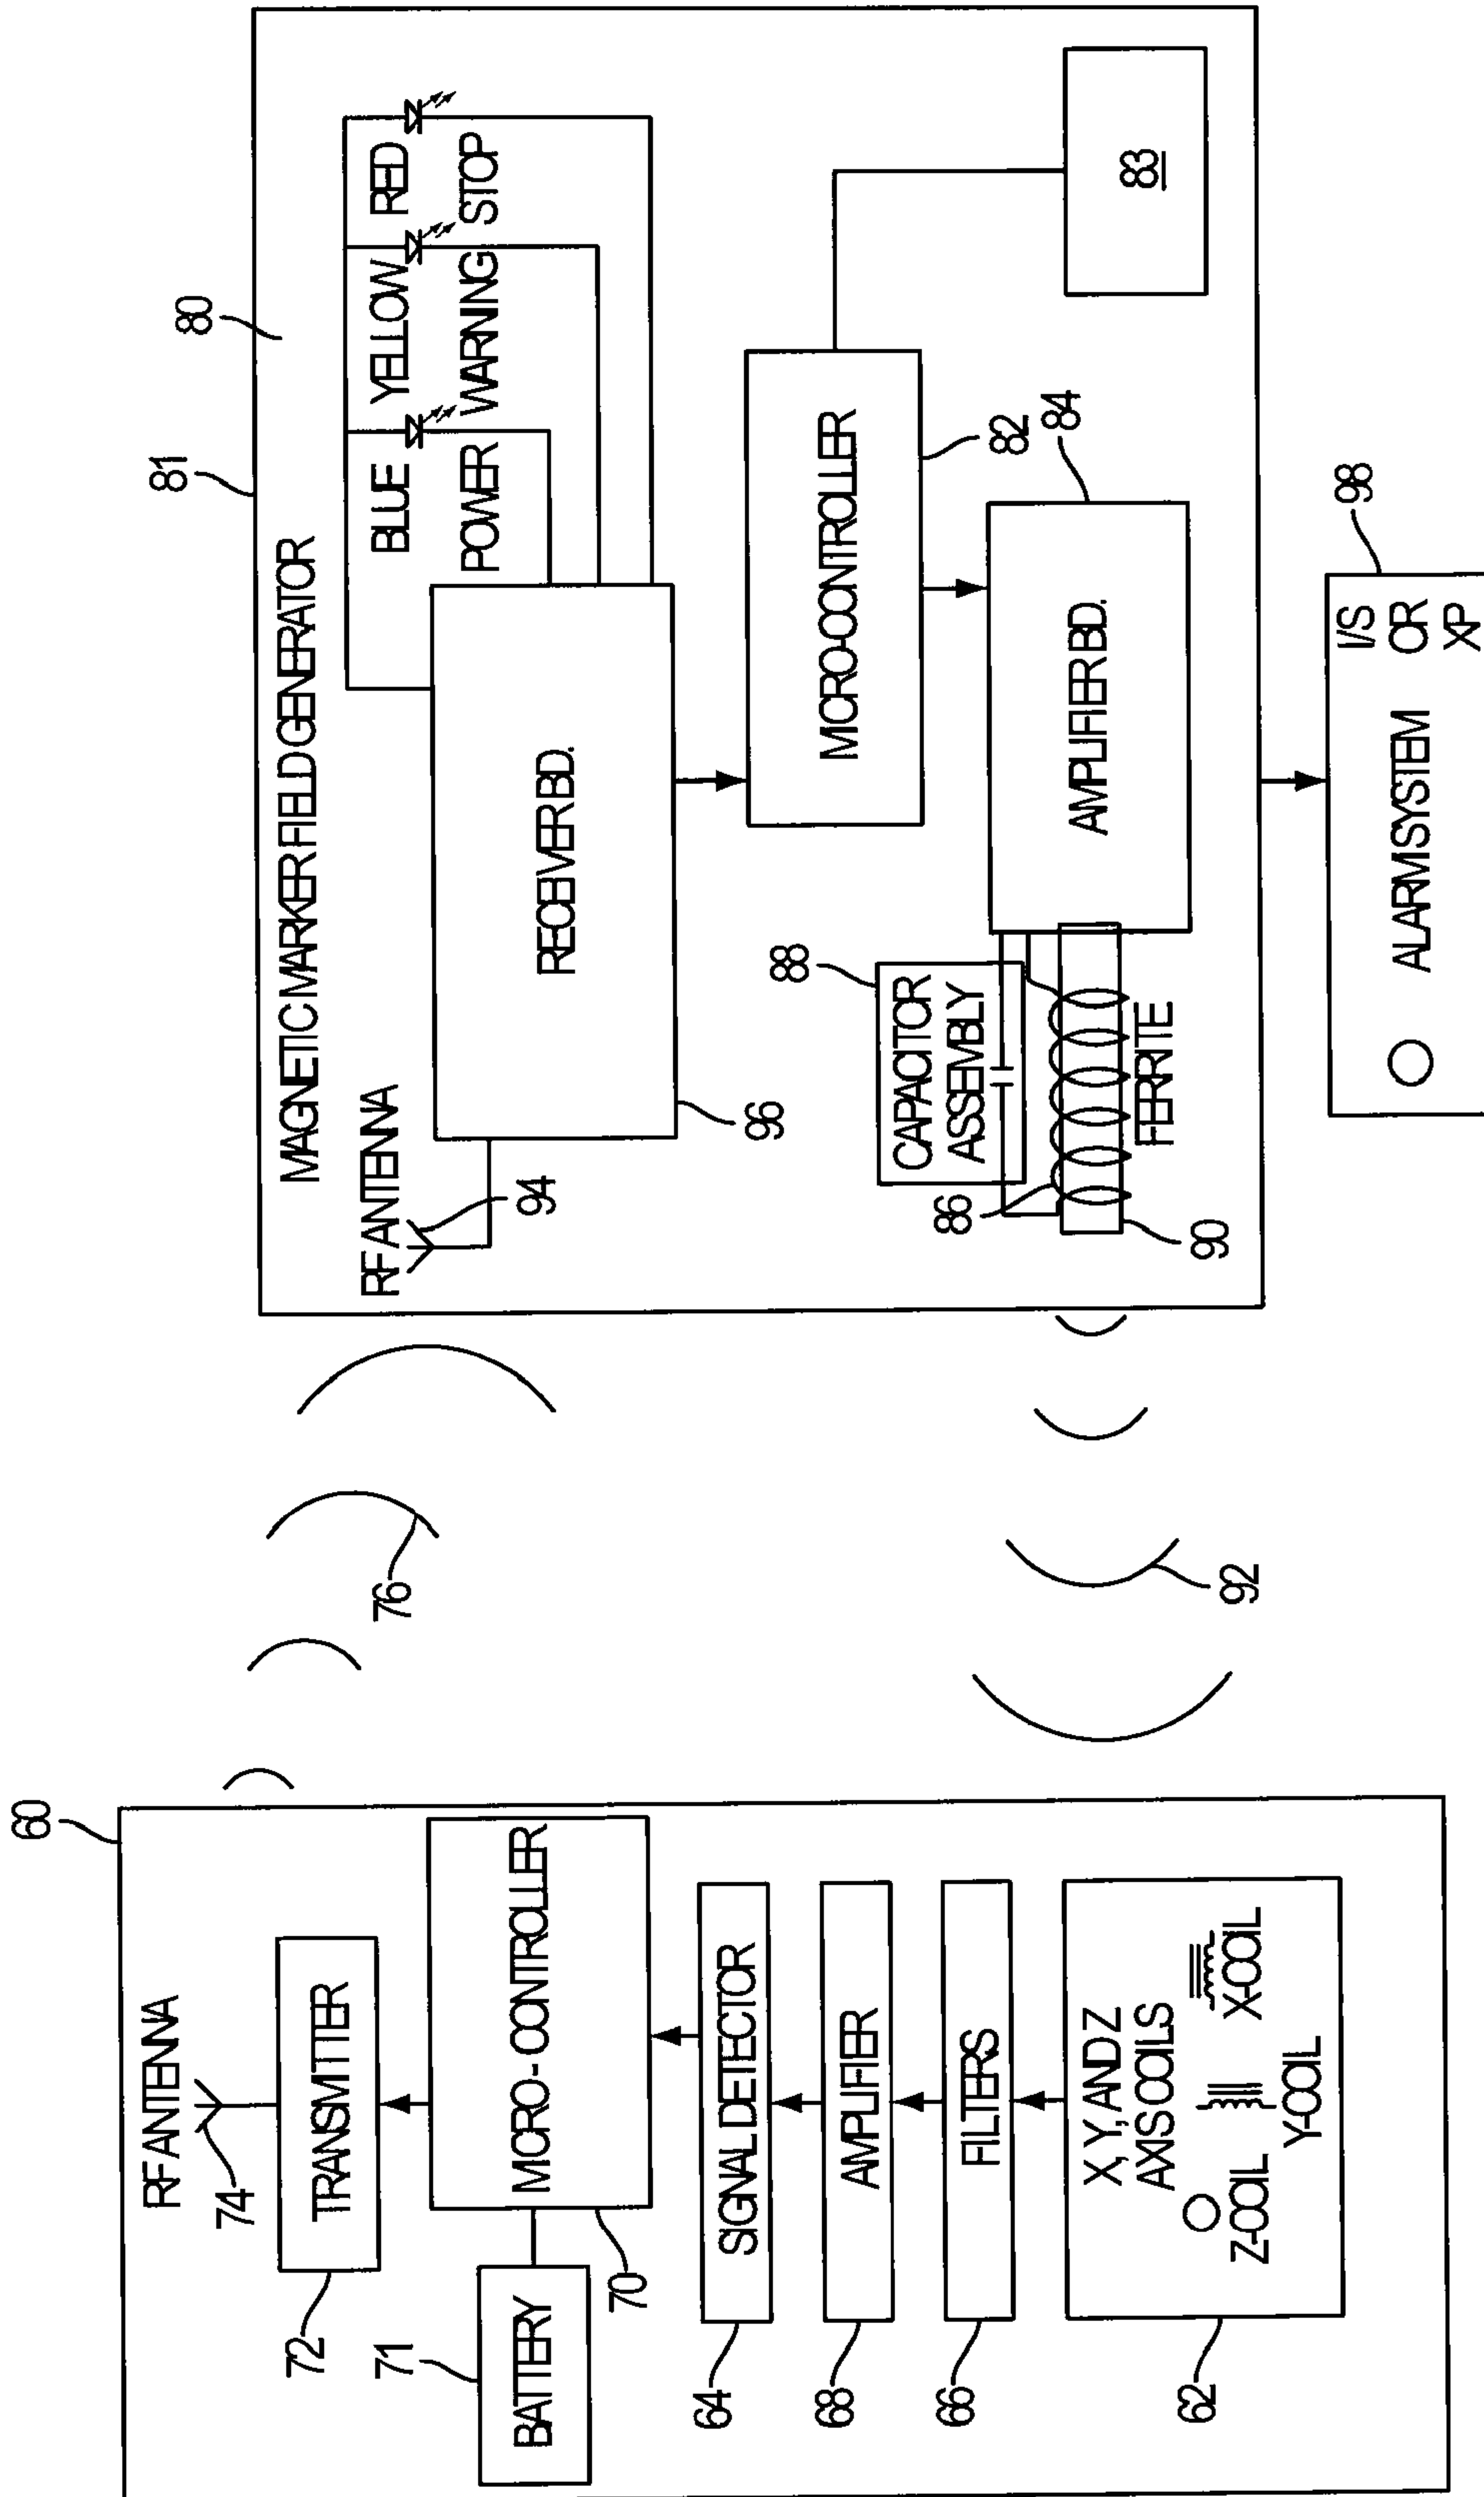 60
RF ANTENNA
74
TRANSMITTER
72
MICRO-CONTROLLER
70
71
BATTERY
SIGNAL DETECTOR
64
AMPLIFIER
68
FILTERS
66
X, Y, AND Z
AXIS COILS
X-COIL
Z-COIL
Y-COIL
62
76
92
81
80
MAGNETIC MARKER FIELD GENERATOR
RF ANTENNA
94
BLUE
YELLOW
RED
POWER
WARNING
STOP
RECEIVER BD.
96
MICRO-CONTROLLER
82
83
84
AMPLIFIER BD.
88
CAPACITOR
ASSEMBLY
86
FERRITE
90
98
ALARM SYSTEM
I/S
OR
XP